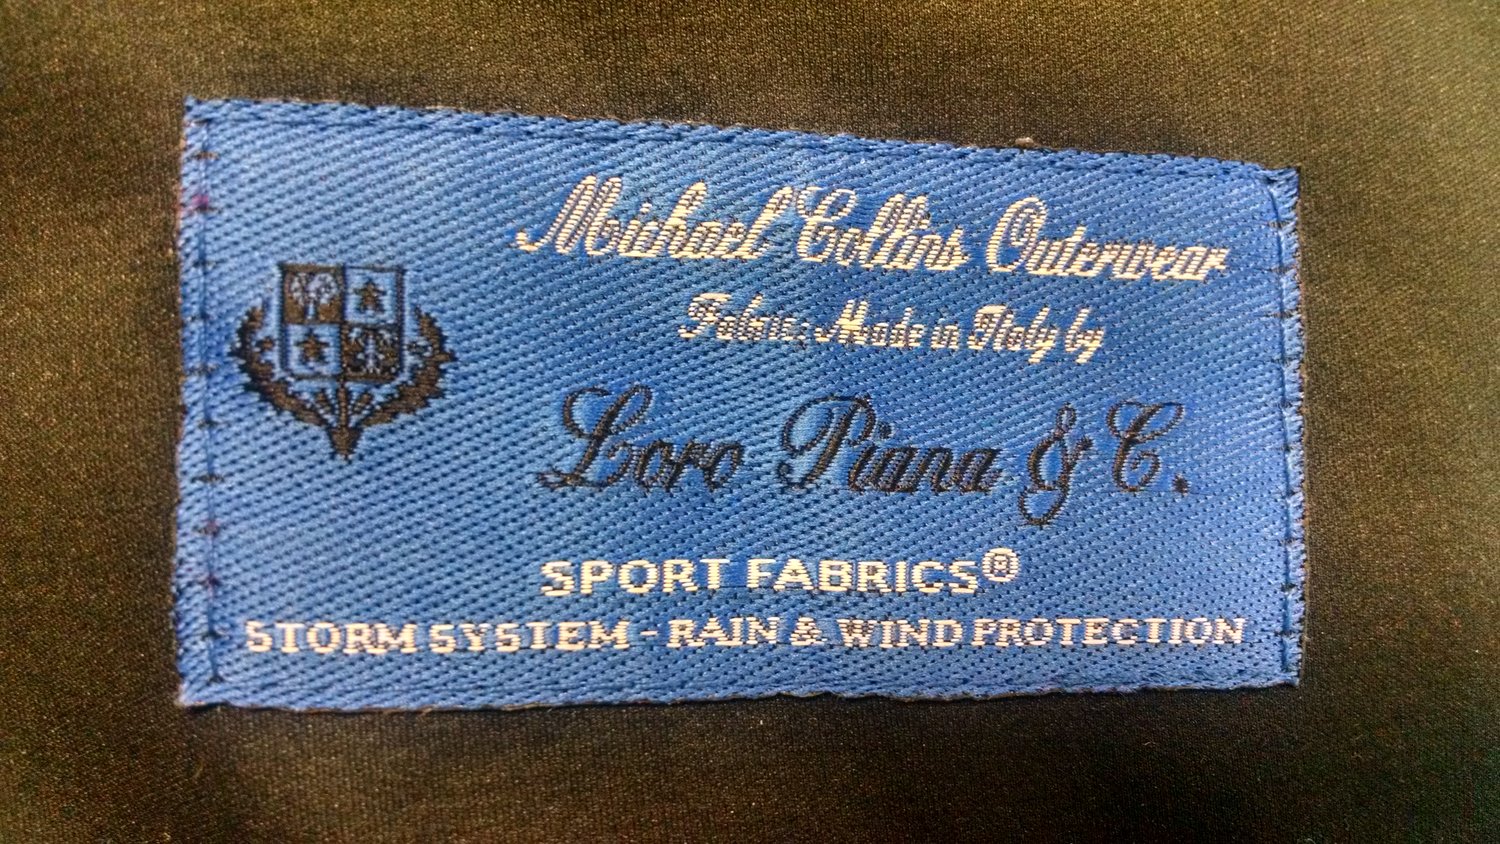 Michael Collins Outerwear
Fabric: Made in Italy by
Loro Piana & C.
SPORT FABRICS®
STORM SYSTEM - RAIN & WIND PROTECTION